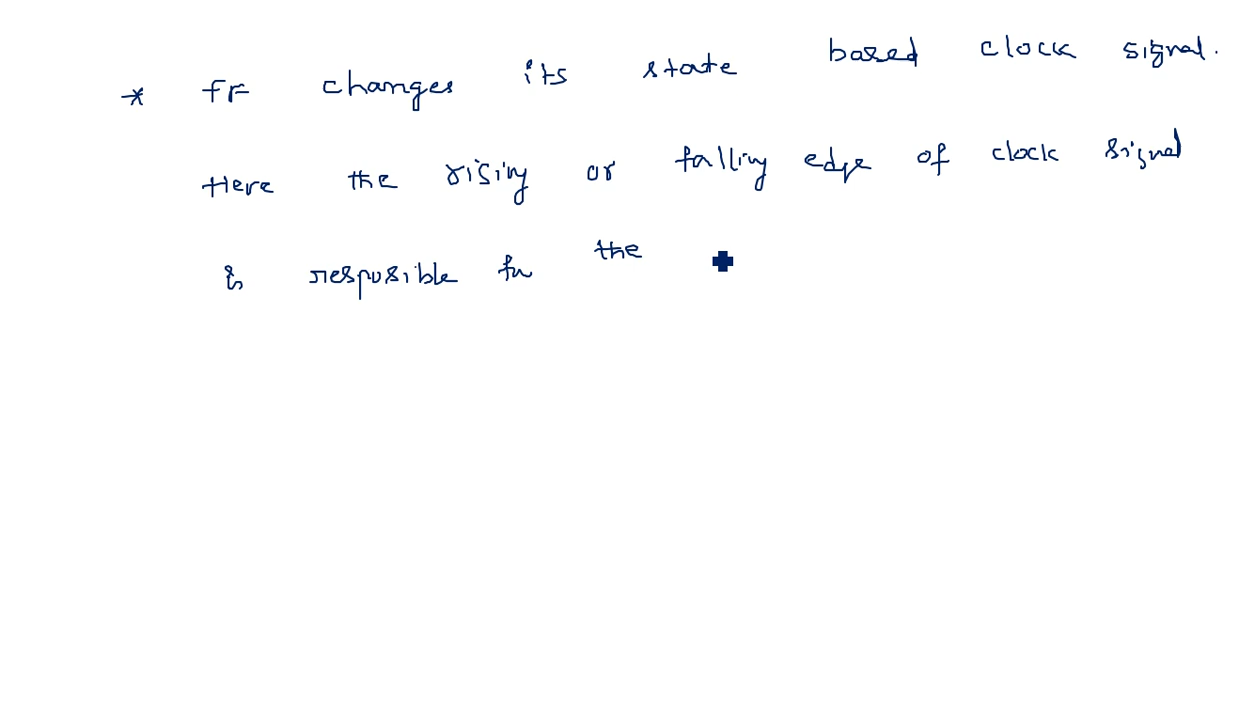 * FF changes its state based clock signal.
Here the rising or falling edge of clock signal
is resposible for the